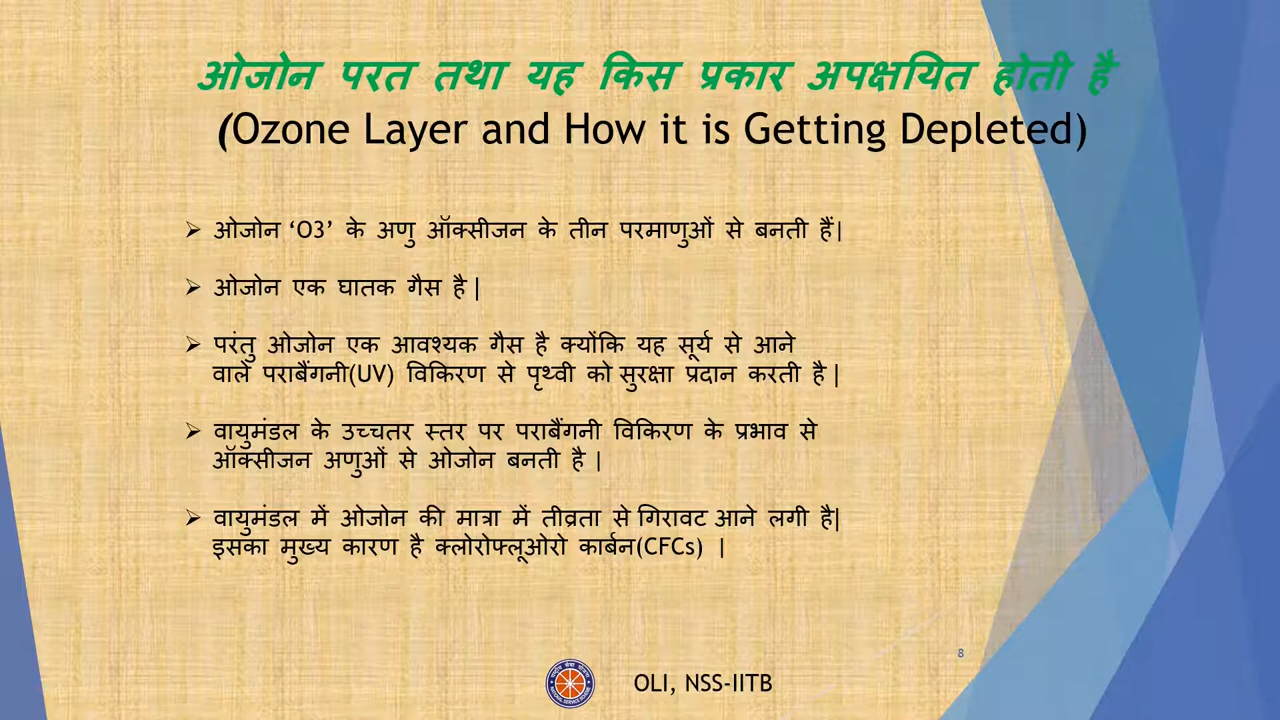 ओजोन परत तथा यह किस प्रकार अपक्षयित होती है
(Ozone Layer and How it is Getting Depleted)
➢ ओजोन ‘O3’ के अणु ऑक्सीजन के तीन परमाणुओं से बनती हैं|
➢ ओजोन एक घातक गैस है |
➢ परंतु ओजोन एक आवश्यक गैस है क्योंकि यह सूर्य से आने
वाले पराबैंगनी(UV) विकिरण से पृथ्वी को सुरक्षा प्रदान करती है |
➢ वायुमंडल के उच्चतर स्तर पर पराबैंगनी विकिरण के प्रभाव से
ऑक्सीजन अणुओं से ओजोन बनती है |
➢ वायुमंडल में ओजोन की मात्रा में तीव्रता से गिरावट आने लगी है|
इसका मुख्य कारण है क्लोरोफ्लूओरो कार्बन(CFCs) |
8
OLI, NSS-IITB